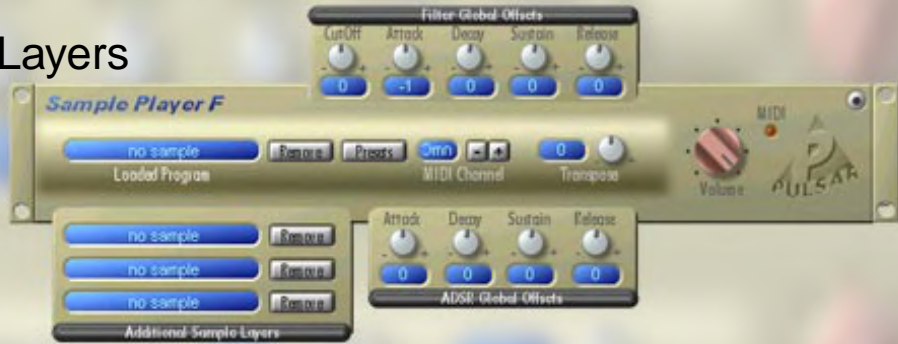 Layers
Filter Global Offsets
CutOff Attack Decay Sustain Release
0 -1 0 0 0
Sample Player F
MIDI
no sample Remove Presets Omn - + 0
Loaded Program MIDI Channel Transpose
Volume
PULSAR
Attack Decay Sustain Release
0 0 0 0
ADSR Global Offsets
no sample Remove
no sample Remove
no sample Remove
Additional Sample Layers